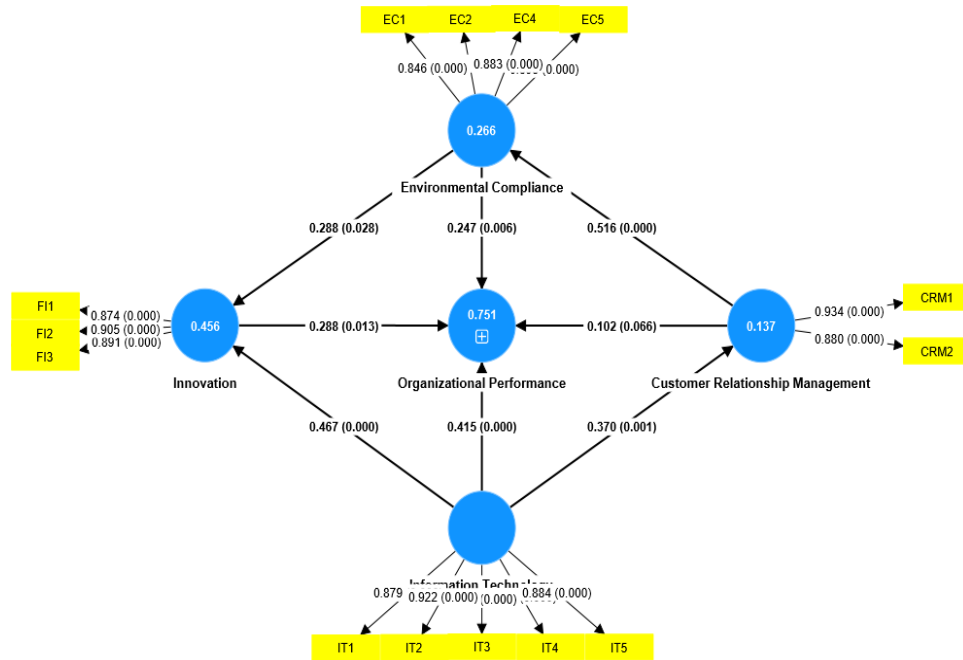 EC1 EC2 EC4 EC5
0.846 (0.000) 0.883 (0.000) (0.000)
0.266
Environmental Compliance
0.288 (0.028) 0.247 (0.006) 0.516 (0.000)
FI1
FI2
FI3
0.874 (0.000)
0.905 (0.000)
0.891 (0.000)
0.456
Innovation
0.288 (0.013)
0.751
Organizational Performance
0.102 (0.066)
0.137
Customer Relationship Management
0.934 (0.000)
0.880 (0.000)
CRM1
CRM2
0.467 (0.000) 0.415 (0.000) 0.370 (0.001)
Information Technology
0.879 0.922 (0.000) (0.000) 0.884 (0.000)
IT1 IT2 IT3 IT4 IT5